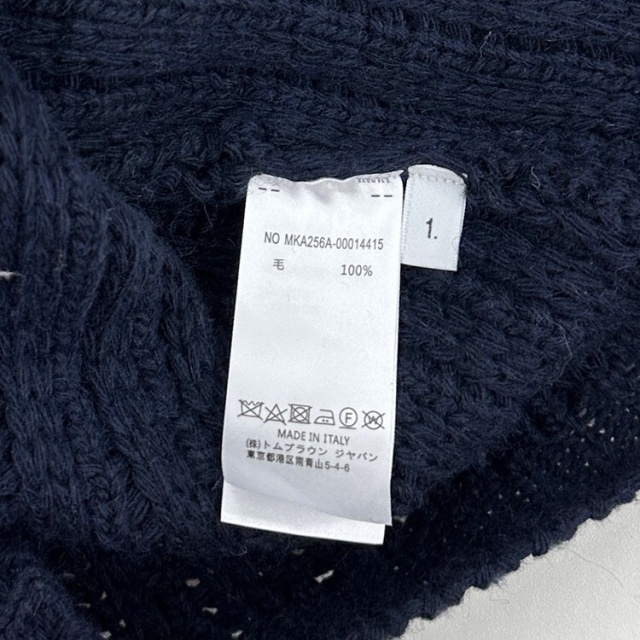 NO MKA256A-00014415
毛 100%
1.
MADE IN ITALY
(株)トムブラウン ジャパン
東京都港区南青山5-4-6